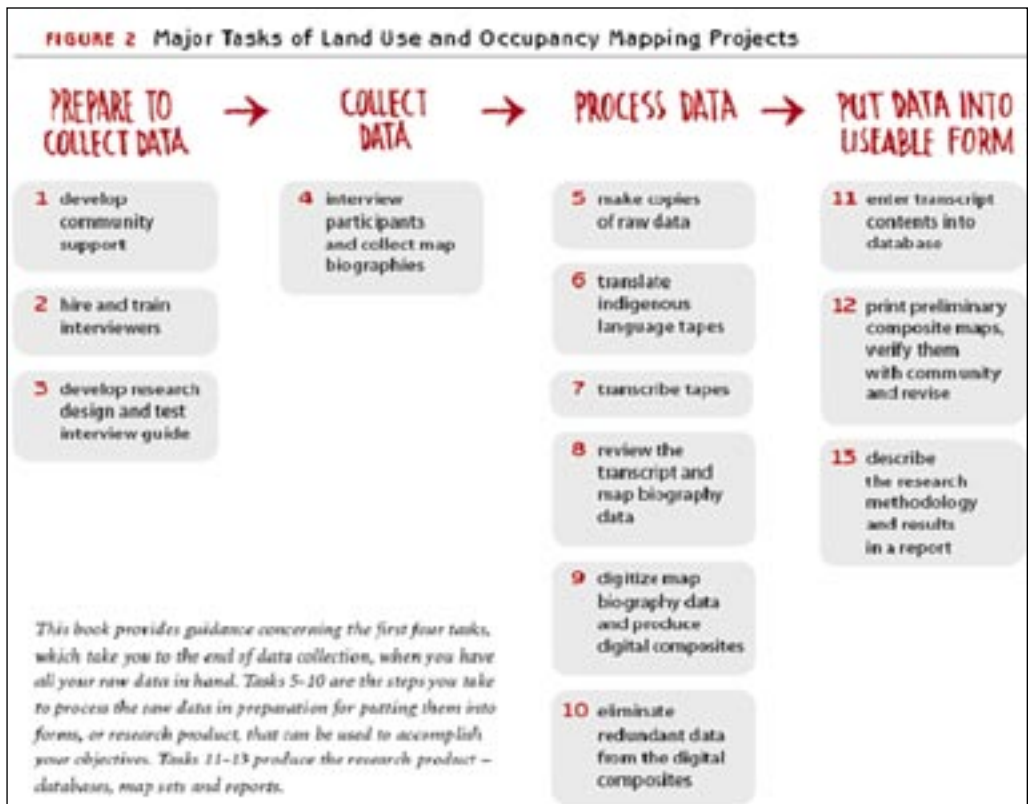 FIGURE 2 Major Tasks of Land Use and Occupancy Mapping Projects
PREPARE TO
COLLECT DATA
→
COLLECT
DATA
→
PROCESS DATA
→
PUT DATA INTO
USEABLE FORM
1 develop
community
support
2 hire and train
interviewers
3 develop research
design and test
interview guide
4 interview
participants
and collect map
biographies
5 make copies
of raw data
6 translate
indigenous
language tapes
7 transcribe tapes
8 review the
transcript and
map biography
data
9 digitize map
biography data
and produce
digital composites
10 eliminate
redundant data
from the digital
composites
11 enter transcript
contents into
database
12 print preliminary
composite maps,
verify them
with community
and revise
13 describe
the research
methodology
and results
in a report
This book provides guidance concerning the first four tasks,
which take you to the end of data collection, when you have
all your raw data in hand. Tasks 5–10 are the steps you take
to process the raw data in preparation for putting them into
forms, or research product, that can be used to accomplish
your objectives. Tasks 11–13 produce the research product –
databases, map sets and reports.